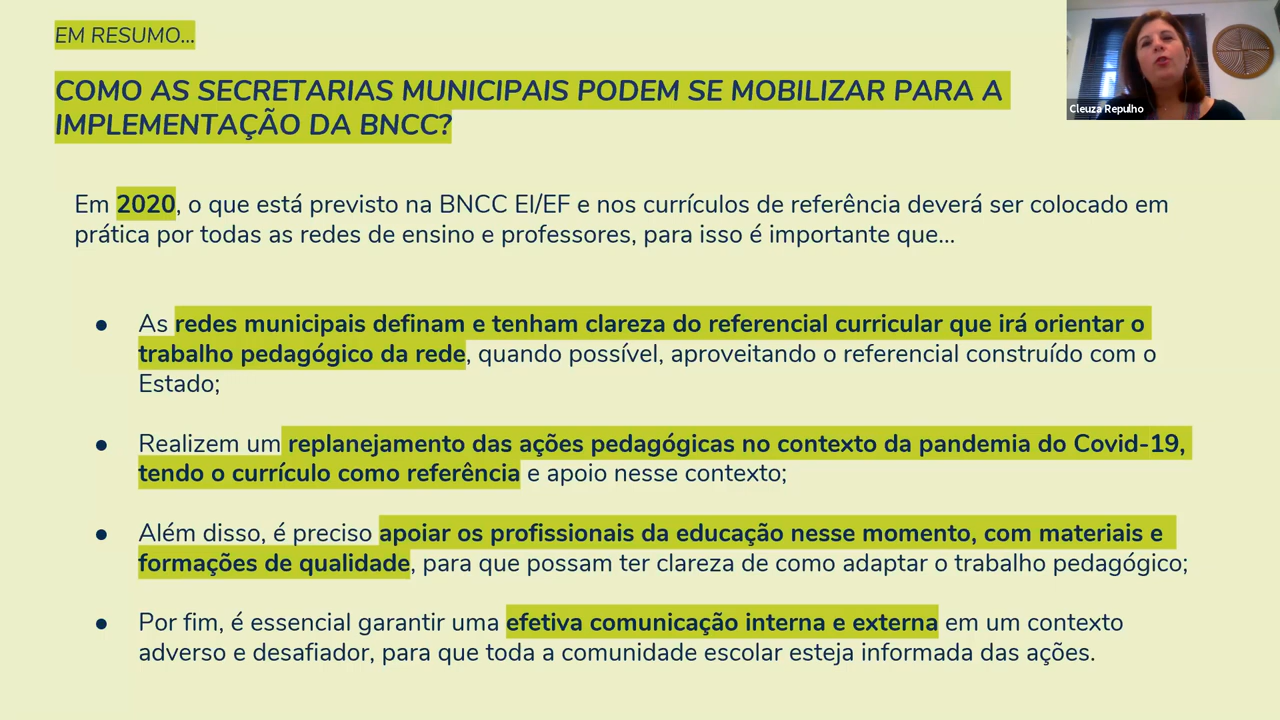 EM RESUMO...
COMO AS SECRETARIAS MUNICIPAIS PODEM SE MOBILIZAR PARA A
IMPLEMENTAÇÃO DA BNCC?
Cleuza Repulho
Em 2020, o que está previsto na BNCC EI/EF e nos currículos de referência deverá ser colocado em
prática por todas as redes de ensino e professores, para isso é importante que...
● As redes municipais definam e tenham clareza do referencial curricular que irá orientar o
trabalho pedagógico da rede, quando possível, aproveitando o referencial construído com o
Estado;
● Realizem um replanejamento das ações pedagógicas no contexto da pandemia do Covid-19,
tendo o currículo como referência e apoio nesse contexto;
● Além disso, é preciso apoiar os profissionais da educação nesse momento, com materiais e
formações de qualidade, para que possam ter clareza de como adaptar o trabalho pedagógico;
● Por fim, é essencial garantir uma efetiva comunicação interna e externa em um contexto
adverso e desafiador, para que toda a comunidade escolar esteja informada das ações.